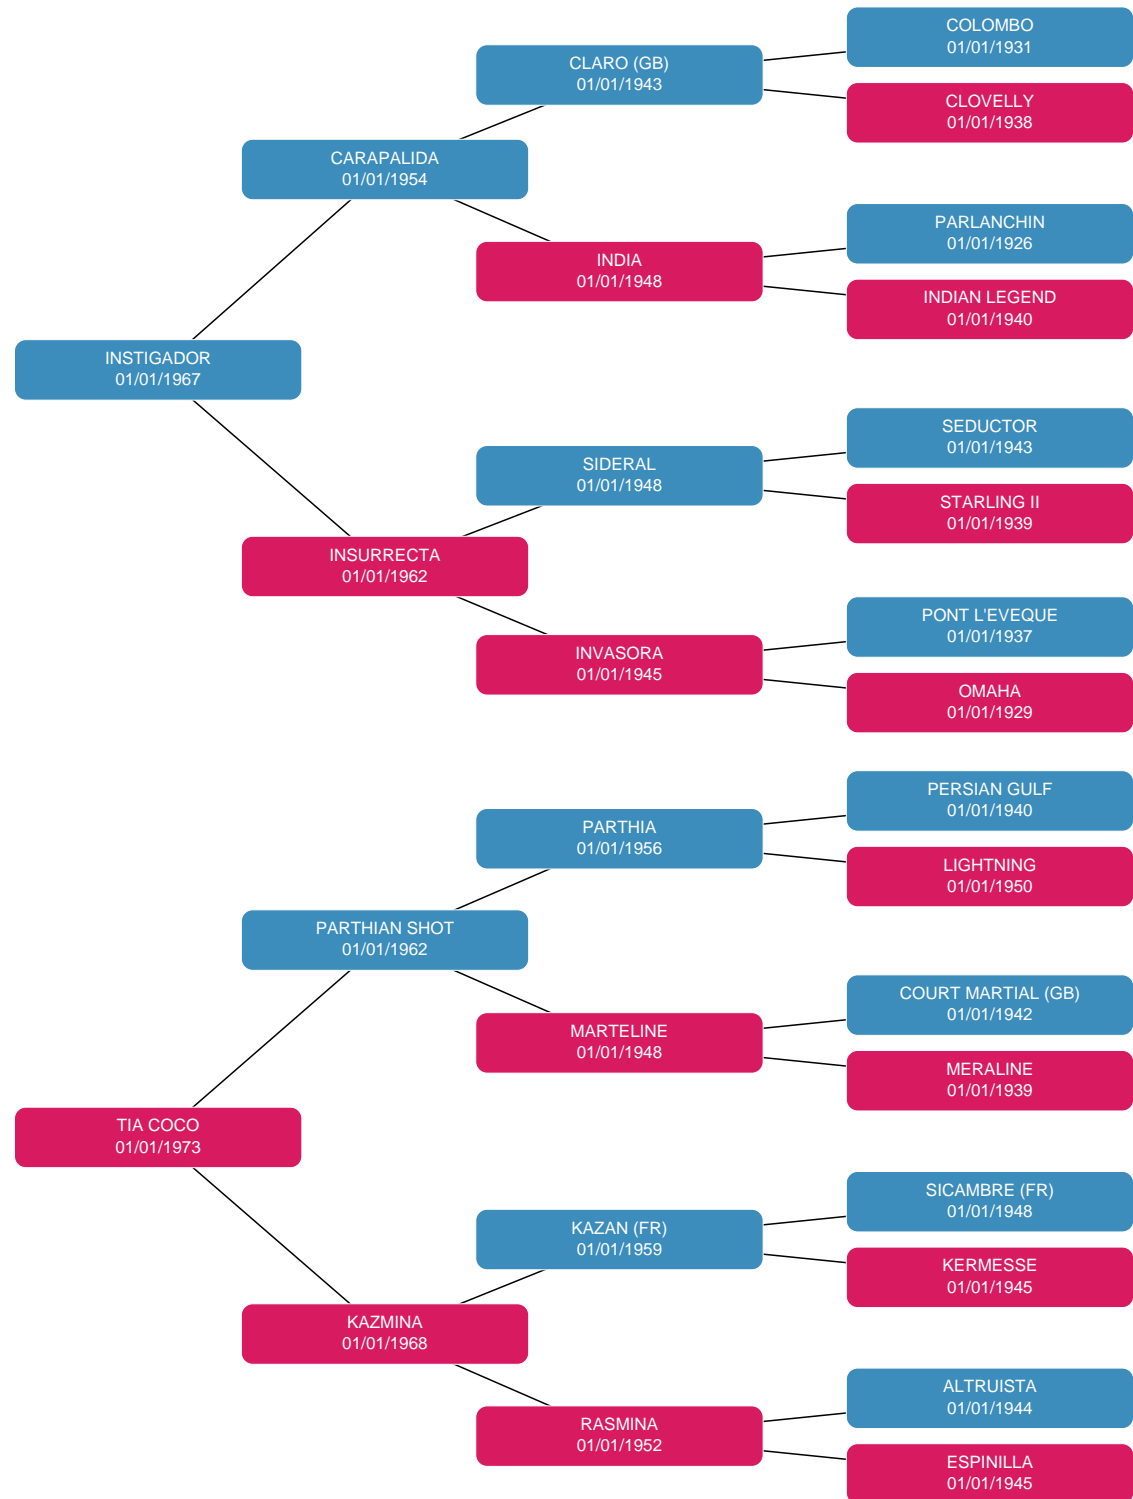 COLOMBO
01/01/1931
CLARO (GB)
01/01/1943
CLOVELLY
01/01/1938
CARAPALIDA
01/01/1954
PARLANCHIN
01/01/1926
INDIA
01/01/1948
INDIAN LEGEND
01/01/1940
INSTIGADOR
01/01/1967
SEDUCTOR
01/01/1943
SIDERAL
01/01/1948
STARLING II
01/01/1939
INSURRECTA
01/01/1962
PONT L'EVEQUE
01/01/1937
INVASORA
01/01/1945
OMAHA
01/01/1929
PERSIAN GULF
01/01/1940
PARTHIA
01/01/1956
LIGHTNING
01/01/1950
PARTHIAN SHOT
01/01/1962
COURT MARTIAL (GB)
01/01/1942
MARTELINE
01/01/1948
MERALINE
01/01/1939
TIA COCO
01/01/1973
SICAMBRE (FR)
01/01/1948
KAZAN (FR)
01/01/1959
KERMESSE
01/01/1945
KAZMINA
01/01/1968
ALTRUISTA
01/01/1944
RASMINA
01/01/1952
ESPINILLA
01/01/1945